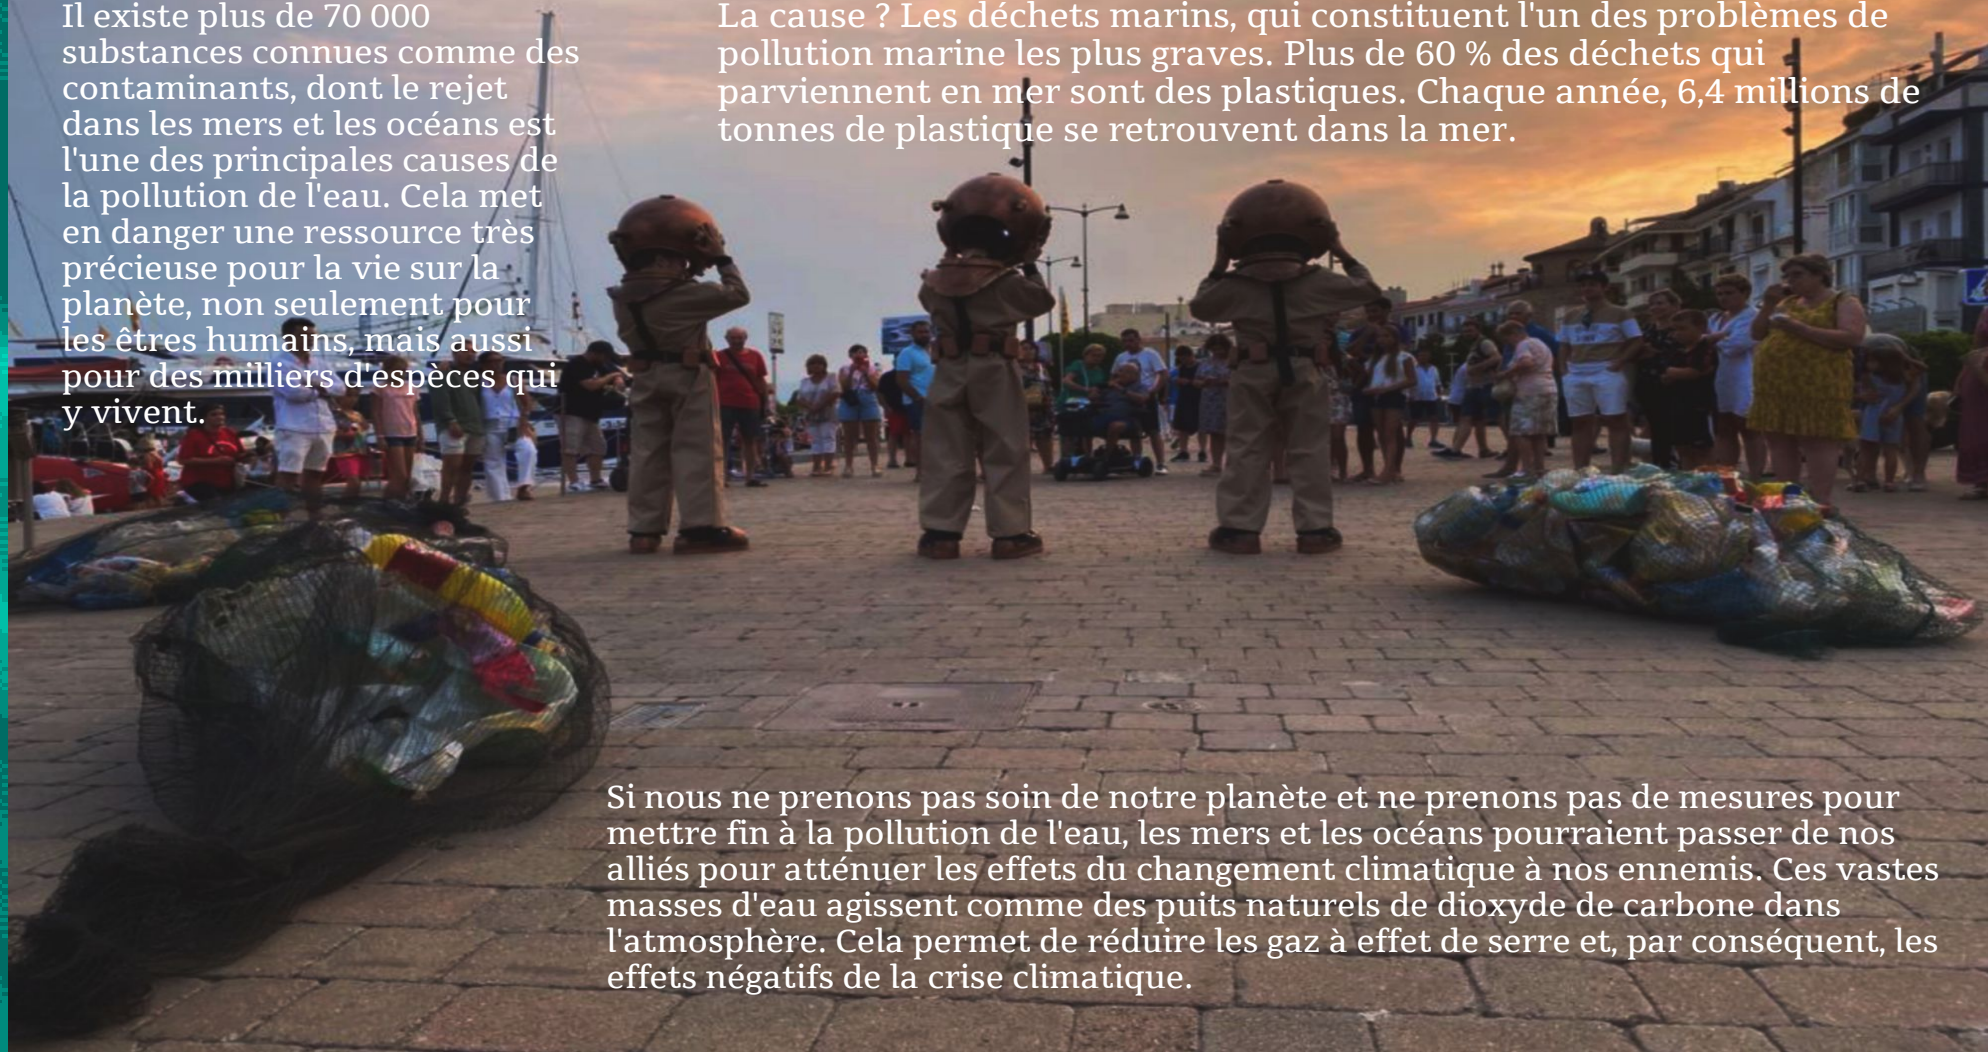 Il existe plus de 70 000
substances connues comme des
contaminants, dont le rejet
dans les mers et les océans est
l'une des principales causes de
la pollution de l'eau. Cela met
en danger une ressource très
précieuse pour la vie sur la
planète, non seulement pour
les êtres humains, mais aussi
pour des milliers d'espèces qui
y vivent.
La cause ? Les déchets marins, qui constituent l'un des problèmes de
pollution marine les plus graves. Plus de 60 % des déchets qui
parviennent en mer sont des plastiques. Chaque année, 6,4 millions de
tonnes de plastique se retrouvent dans la mer.
Si nous ne prenons pas soin de notre planète et ne prenons pas de mesures pour
mettre fin à la pollution de l'eau, les mers et les océans pourraient passer de nos
alliés pour atténuer les effets du changement climatique à nos ennemis. Ces vastes
masses d'eau agissent comme des puits naturels de dioxyde de carbone dans
l'atmosphère. Cela permet de réduire les gaz à effet de serre et, par conséquent, les
effets négatifs de la crise climatique.